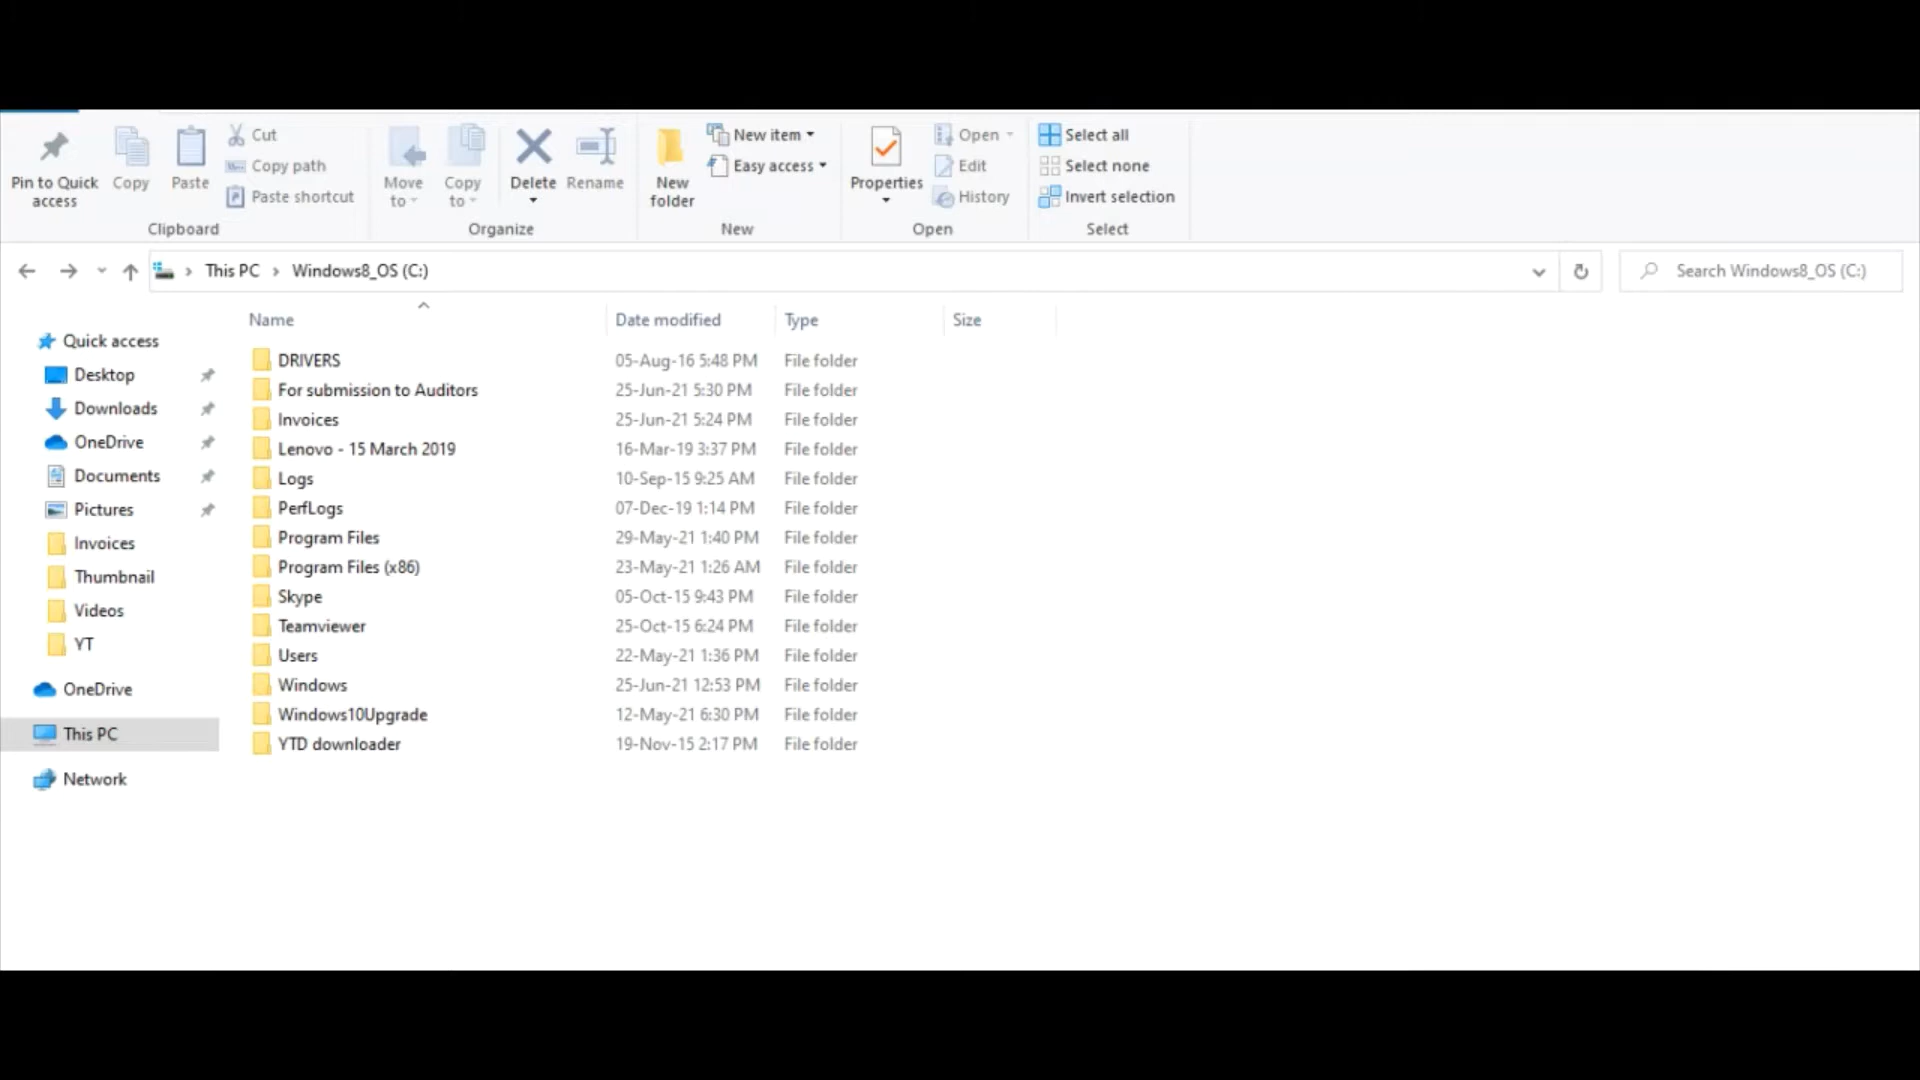 Pin to Quick access
Copy
Paste
Cut
Copy path
Paste shortcut
Clipboard
Move to
Copy to
Delete
Rename
Organize
New folder
New item
Easy access
New
Properties
Open
Edit
History
Open
Select all
Select none
Invert selection
Select
This PC > Windows8_OS (C:)
Search Windows8_OS (C:)
Quick access
Desktop
Downloads
OneDrive
Documents
Pictures
Invoices
Thumbnail
Videos
YT
OneDrive
This PC
Network
Name Date modified Type Size
DRIVERS 05-Aug-16 5:48 PM File folder
For submission to Auditors 25-Jun-21 5:30 PM File folder
Invoices 25-Jun-21 5:24 PM File folder
Lenovo - 15 March 2019 16-Mar-19 3:37 PM File folder
Logs 10-Sep-15 9:25 AM File folder
PerfLogs 07-Dec-19 1:14 PM File folder
Program Files 29-May-21 1:40 PM File folder
Program Files (x86) 23-May-21 1:26 AM File folder
Skype 05-Oct-15 9:43 PM File folder
Teamviewer 25-Oct-15 6:24 PM File folder
Users 22-May-21 1:36 PM File folder
Windows 25-Jun-21 12:53 PM File folder
Windows10Upgrade 12-May-21 6:30 PM File folder
YTD downloader 19-Nov-15 2:17 PM File folder